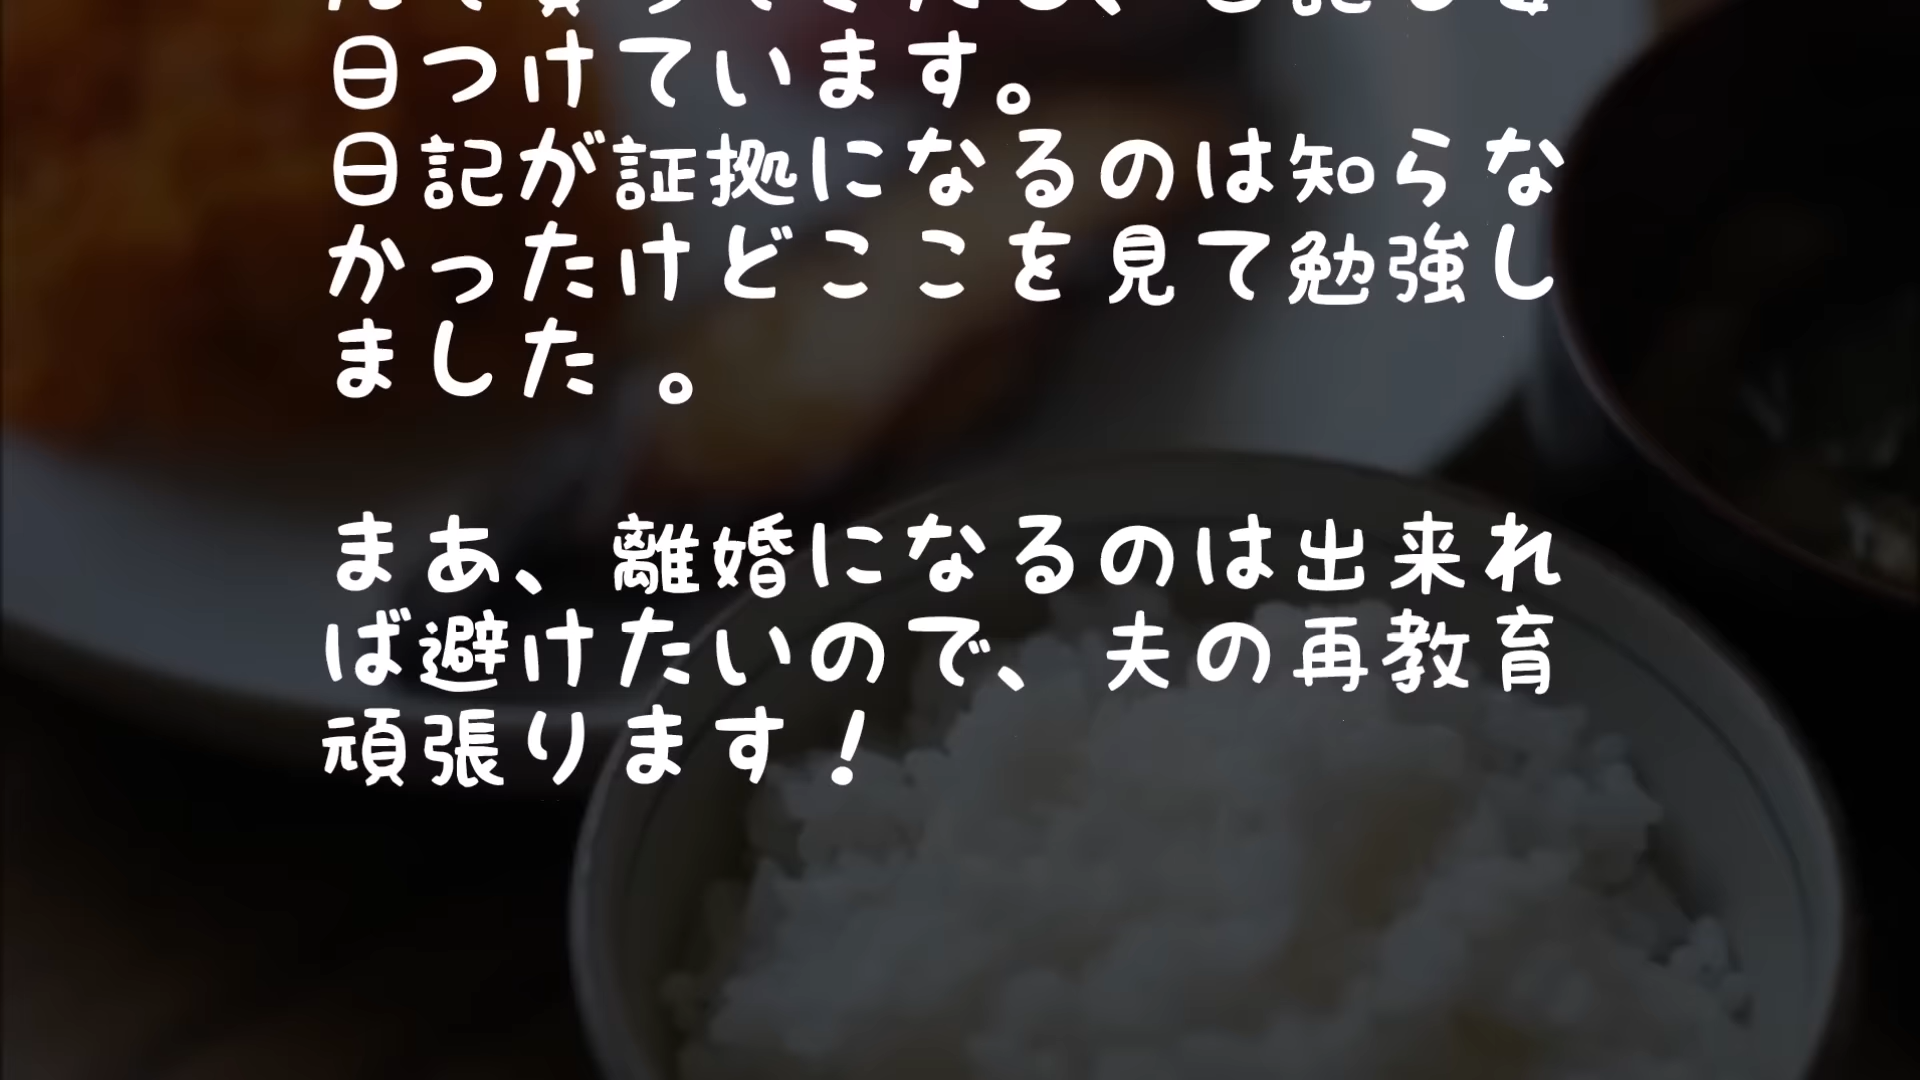 日つけています。
日記が証拠になるのは知らな
かったけどここを見て勉強し
ました 。
まあ、離婚になるのは出来れ
ば避けたいので、夫の再教育
頑張ります！